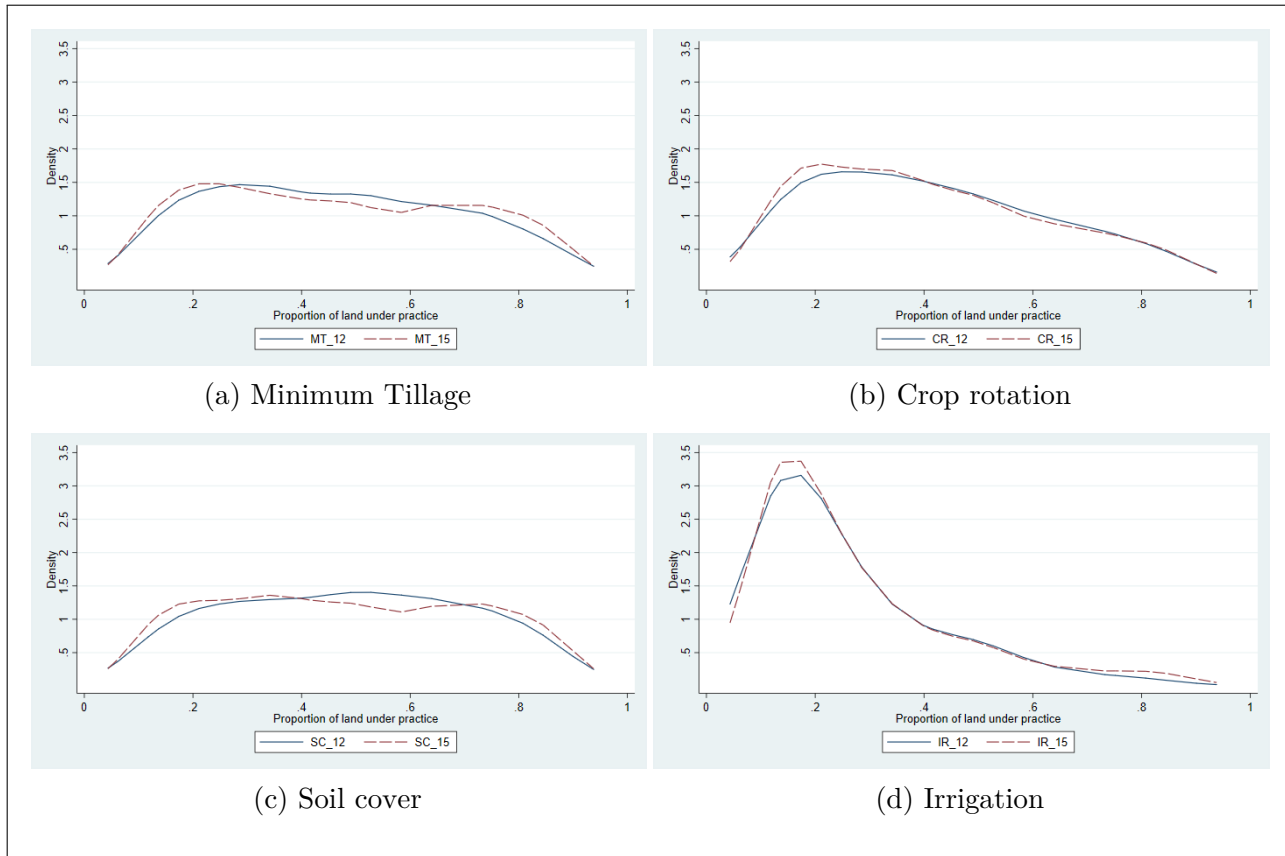 3.5
3
2.5
2
1.5
1
.5
Density
0 .2 .4 .6 .8 1
Proportion of land under practice
MT_12 MT_15
(a) Minimum Tillage
3.5
3
2.5
2
1.5
1
.5
Density
0 .2 .4 .6 .8 1
Proportion of land under practice
CR_12 CR_15
(b) Crop rotation
3.5
3
2.5
2
1.5
1
.5
Density
0 .2 .4 .6 .8 1
Proportion of land under practice
SC_12 SC_15
(c) Soil cover
3.5
3
2.5
2
1.5
1
.5
Density
0 .2 .4 .6 .8 1
Proportion of land under practice
IR_12 IR_15
(d) Irrigation